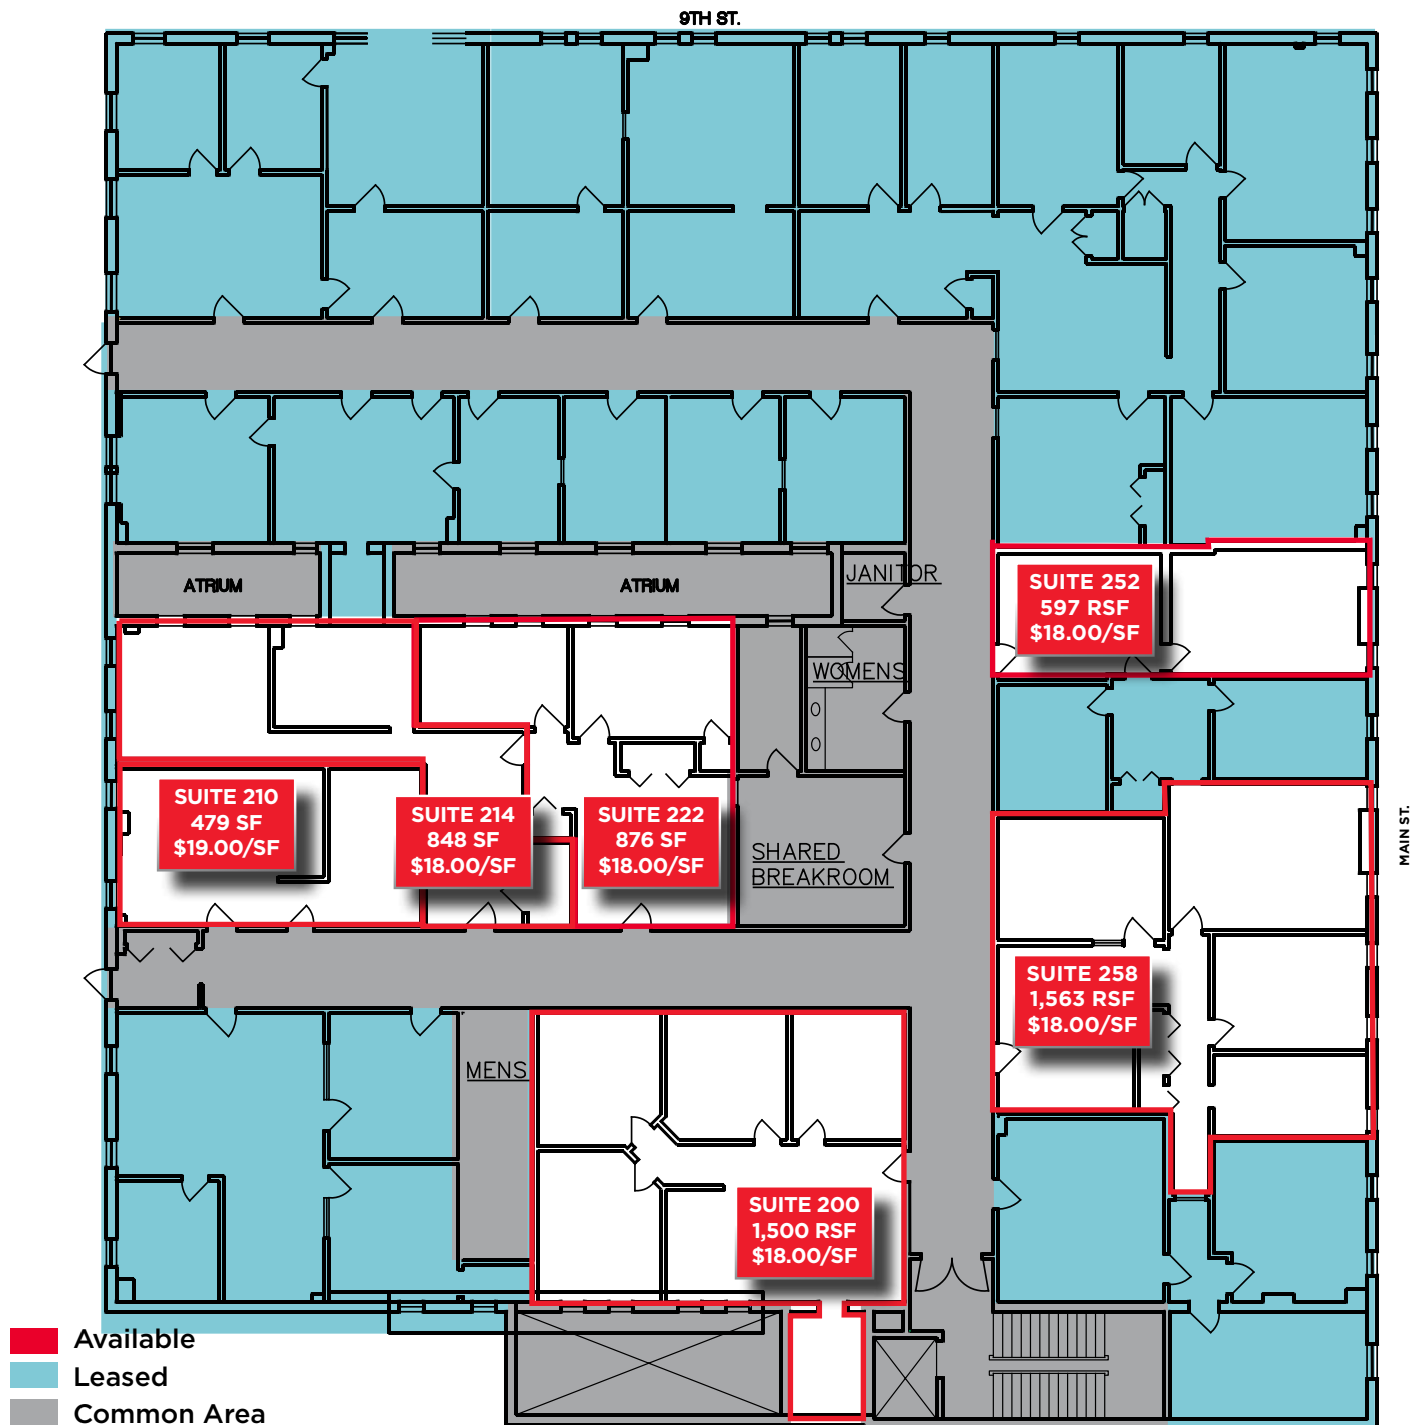 9TH ST.
JANITOR
ATRIUM
ATRIUM
SUITE 252
597 RSF
$18.00/SF
WOMENS
SUITE 210
479 SF
$19.00/SF
SUITE 214
848 SF
$18.00/SF
SUITE 222
876 SF
$18.00/SF
SHARED
BREAKROOM
MAIN ST.
SUITE 258
1,563 RSF
$18.00/SF
MENS
SUITE 200
1,500 RSF
$18.00/SF
Available
Leased
Common Area